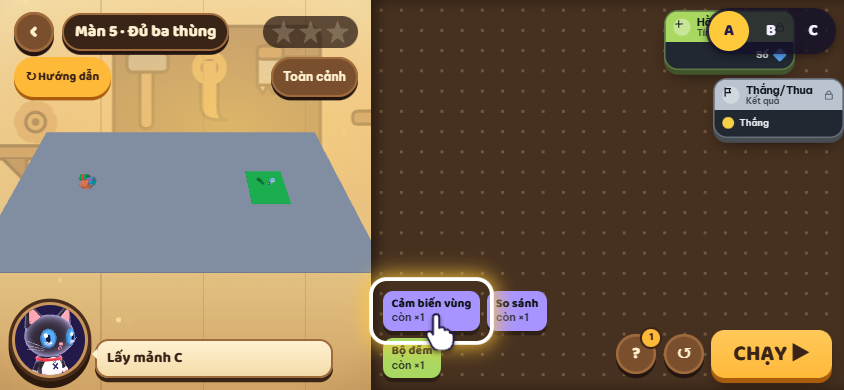 Màn 5 • Đủ ba thùng
↻ Hướng dẫn
Toàn cảnh
Lấy mảnh C
A B C
Số
Thắng/Thua
Kết quả
Thắng
Cảm biến vùng
còn ×1
So sánh
còn ×1
Bộ đếm
còn ×1
?
1
CHẠY